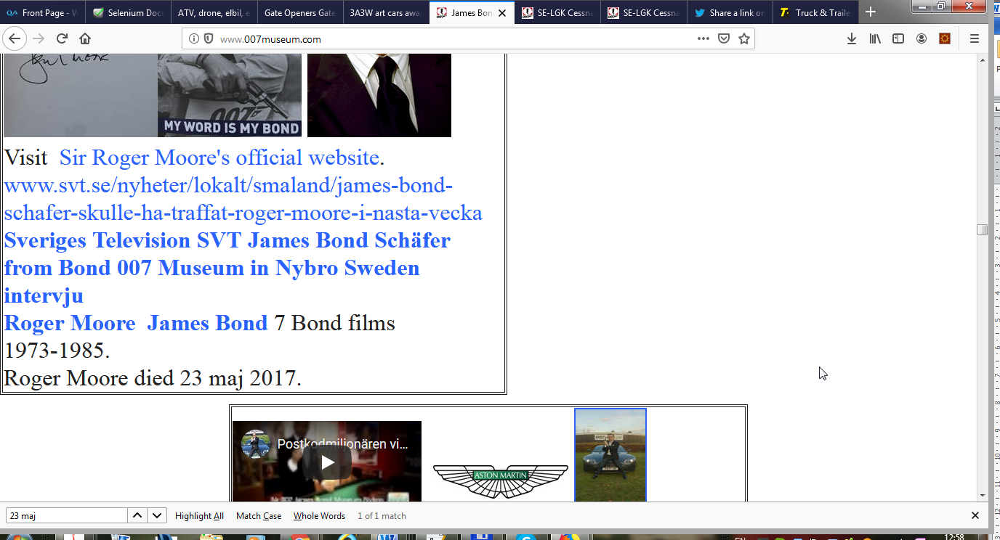 Front Page - W
Selenium Doc
ATV, drone, elbil, e
Gate Openers Gate
3A3W art cars awa
James Bon
SE-LGK Cessna
SE-LGK Cessna
Share a link on
Truck & Traile
www.007museum.com
007
MY WORD IS MY BOND
Visit Sir Roger Moore's official website.
www.svt.se/nyheter/lokalt/smaland/james-bond-
schafer-skulle-ha-traffat-roger-moore-i-nasta-vecka
Sveriges Television SVT James Bond Schäfer
from Bond 007 Museum in Nybro Sweden
intervju
Roger Moore James Bond 7 Bond films
1973-1985.
Roger Moore died 23 maj 2017.
Postkodmiljonären vi...
ASTON MARTIN
23 maj
Highlight All
Match Case
Whole Words
1 of 1 match
EN
12:58